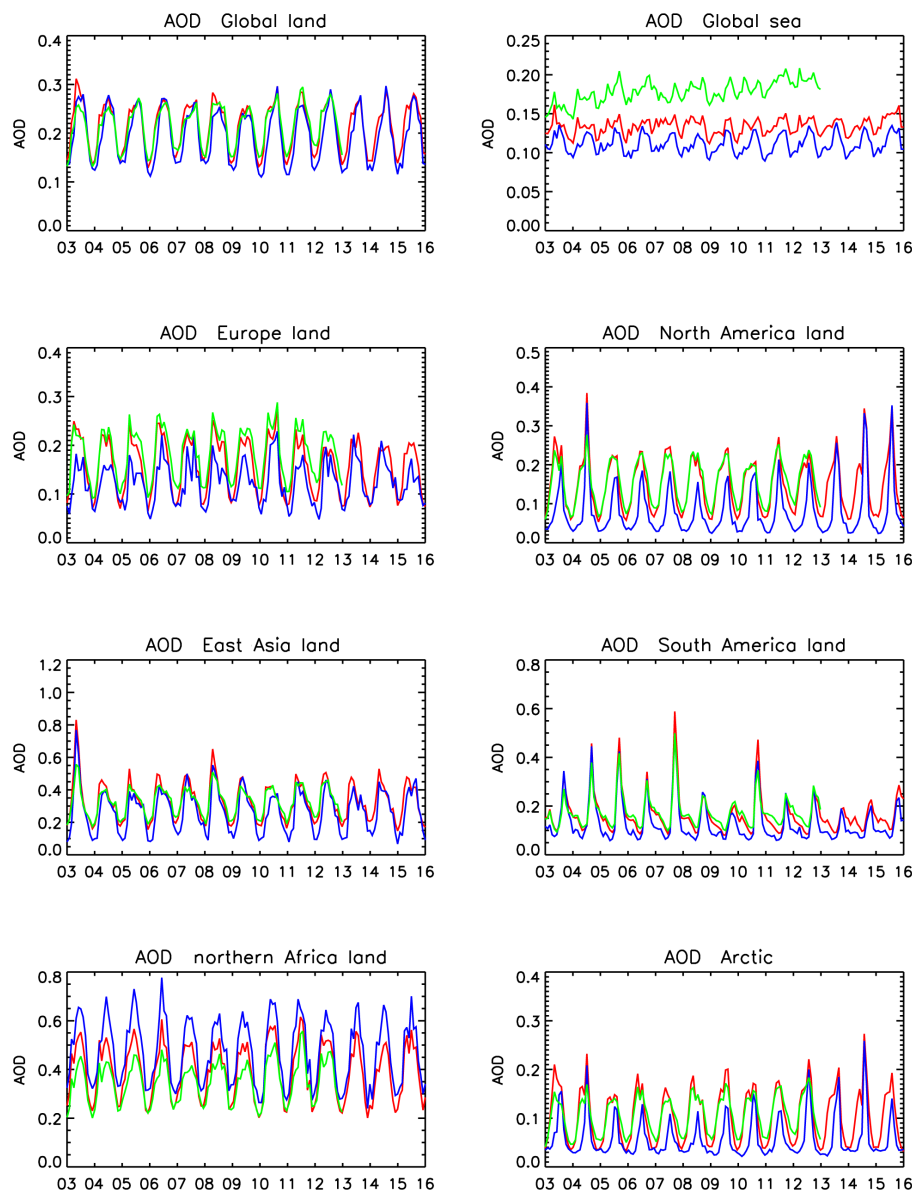 AOD Global land
AOD
0.4
0.3
0.2
0.1
0.0
03 04 05 06 07 08 09 10 11 12 13 14 15 16
AOD Global sea
AOD
0.25
0.20
0.15
0.10
0.05
0.00
03 04 05 06 07 08 09 10 11 12 13 14 15 16
AOD Europe land
AOD
0.4
0.3
0.2
0.1
0.0
03 04 05 06 07 08 09 10 11 12 13 14 15 16
AOD North America land
AOD
0.5
0.4
0.3
0.2
0.1
0.0
03 04 05 06 07 08 09 10 11 12 13 14 15 16
AOD East Asia land
AOD
1.2
1.0
0.8
0.6
0.4
0.2
0.0
03 04 05 06 07 08 09 10 11 12 13 14 15 16
AOD South America land
AOD
0.8
0.6
0.4
0.2
0.0
03 04 05 06 07 08 09 10 11 12 13 14 15 16
AOD northern Africa land
AOD
0.8
0.6
0.4
0.2
0.0
03 04 05 06 07 08 09 10 11 12 13 14 15 16
AOD Arctic
AOD
0.4
0.3
0.2
0.1
0.0
03 04 05 06 07 08 09 10 11 12 13 14 15 16